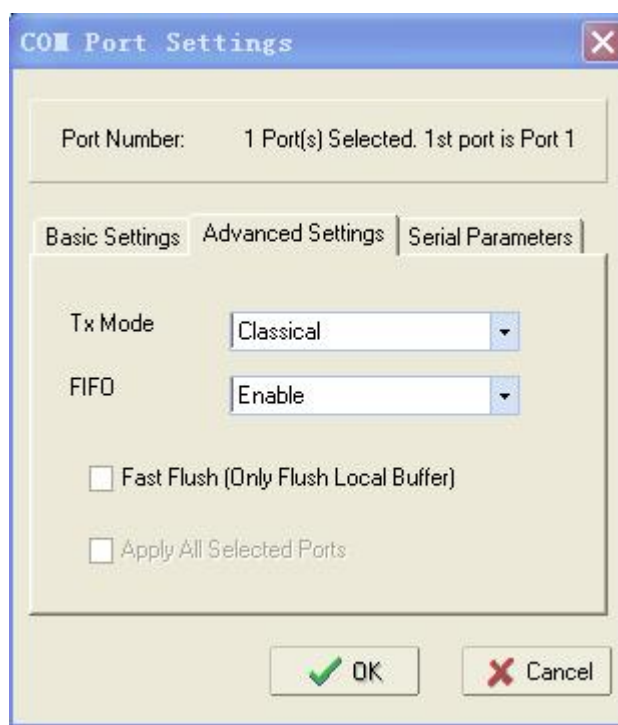 COM Port Settings
Port Number: 1 Port(s) Selected. 1st port is Port 1
Basic Settings Advanced Settings Serial Parameters
Tx Mode Classical
FIFO Enable
Fast Flush (Only Flush Local Buffer)
Apply All Selected Ports
OK Cancel